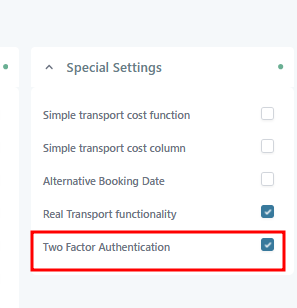 Special Settings
Simple transport cost function
Simple transport cost column
Alternative Booking Date
Real Transport functionality
Two Factor Authentication